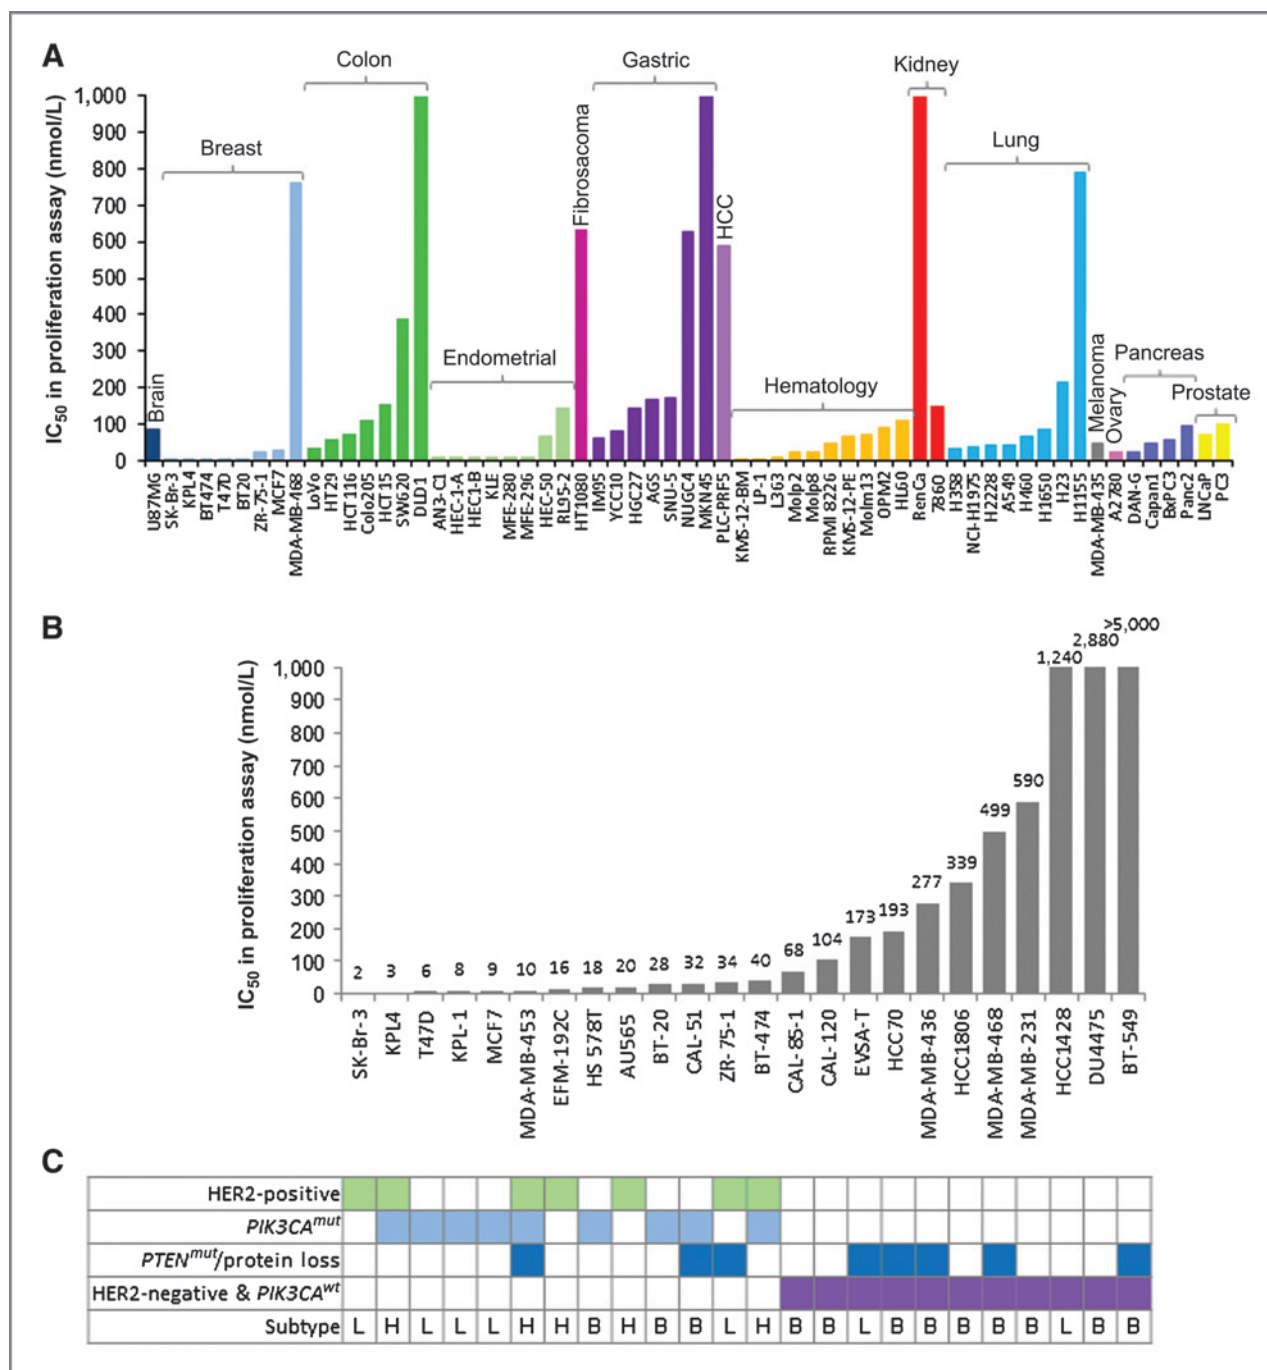 A
IC50 in proliferation assay (nmol/L)
1,000
900
800
700
600
500
400
300
200
100
0
Brain
Breast
Colon
Endometrial
Fibrosacoma
Gastric
HCC
Hematology
Kidney
Lung
Melanoma
Ovary
Pancreas
Prostate
U87MG
SK-Br-3
KPL4
BT474
T47D
BT20
ZR-75-1
MCF7
MDA-MB-468
LoVo
HT29
HCT 116
Colo205
HCT 15
SW620
DLD1
AN3-C1
HEC-1-A
HEC1-B
KLE
MFE-280
MFE-296
HEC-50
RL95-2
HT1080
IM95
YCC10
HGC27
AGS
SNU-5
NUGC4
MKN45
PLC-PRF5
KMS-12-BM
LP-1
L363
Molp2
Molp8
RPMI 8226
KMS-12-PE
Molm13
OPM2
HL60
RenCa
7860
H358
NCI-H1975
H2228
A549
H460
H1650
H23
H1155
MDA-MB-435
A2780
DAN-G
Capan1
BxPC3
Panc2
LNCaP
PC3
B
IC50 in proliferation assay (nmol/L)
1,000
900
800
700
600
500
400
300
200
100
0
2
3
6
8
9
10
16
18
20
28
32
34
40
68
104
173
193
277
339
499
590
1,240
2,880
>5,000
SK-Br-3
KPL4
T47D
KPL-1
MCF7
MDA-MB-453
EFM-192C
HS 578T
AU565
BT-20
CAL-51
ZR-75-1
BT-474
CAL-85-1
CAL-120
EVSA-T
HCC70
MDA-MB-436
HCC1806
MDA-MB-468
MDA-MB-231
HCC1428
DU4475
BT-549
C
HER2-positive
PIK3CAmut
PTENmut/protein loss
HER2-negative & PIK3CAwt
Subtype L H L L L H H B H B B L H B B L B B B B B L B B